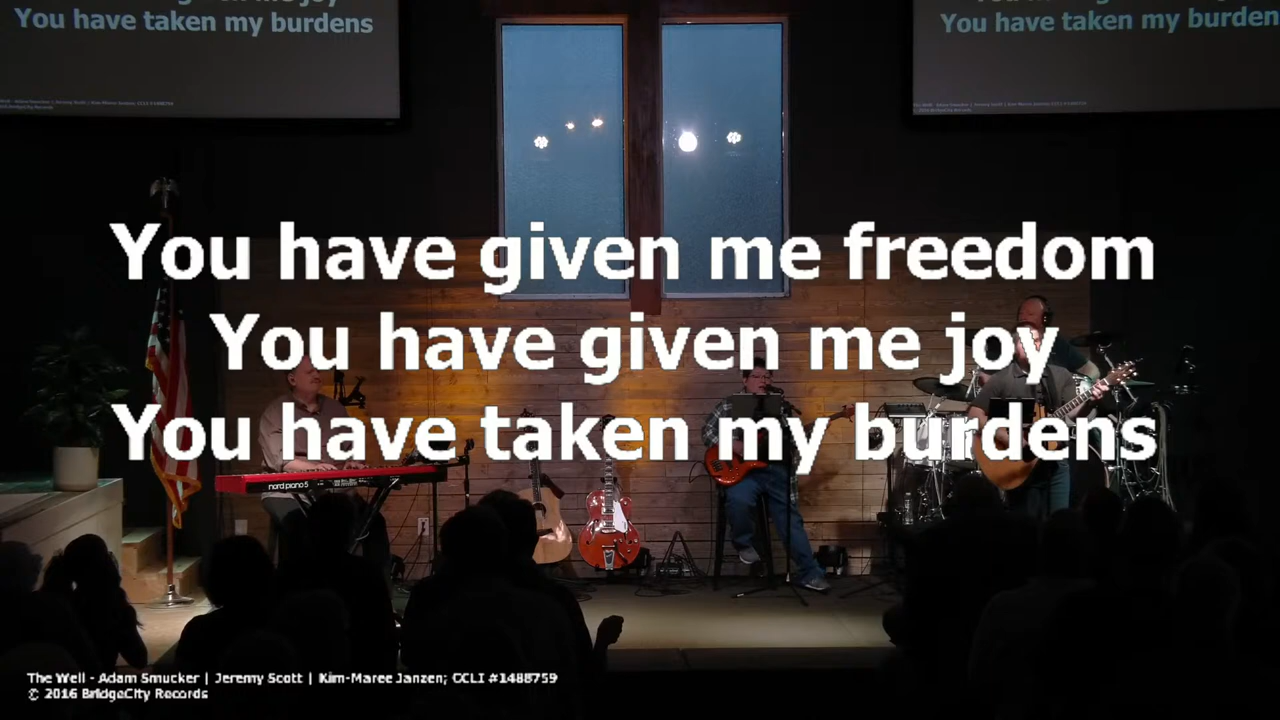 You have taken my burdens
You have taken my burden
You have given me freedom
You have given me joy
You have taken my burdens
nord piano 5
The Well - Adam Smucker | Jeremy Scott | Kim-Maree Janzen; CCLI #1488759
© 2016 BridgeCity Records